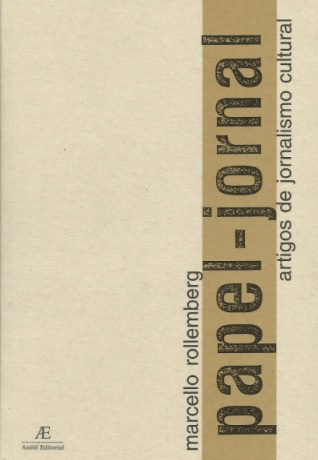 marcello rollemberg
papel-jornal
artigos de jornalismo cultural
Æ
Ateliê Editorial